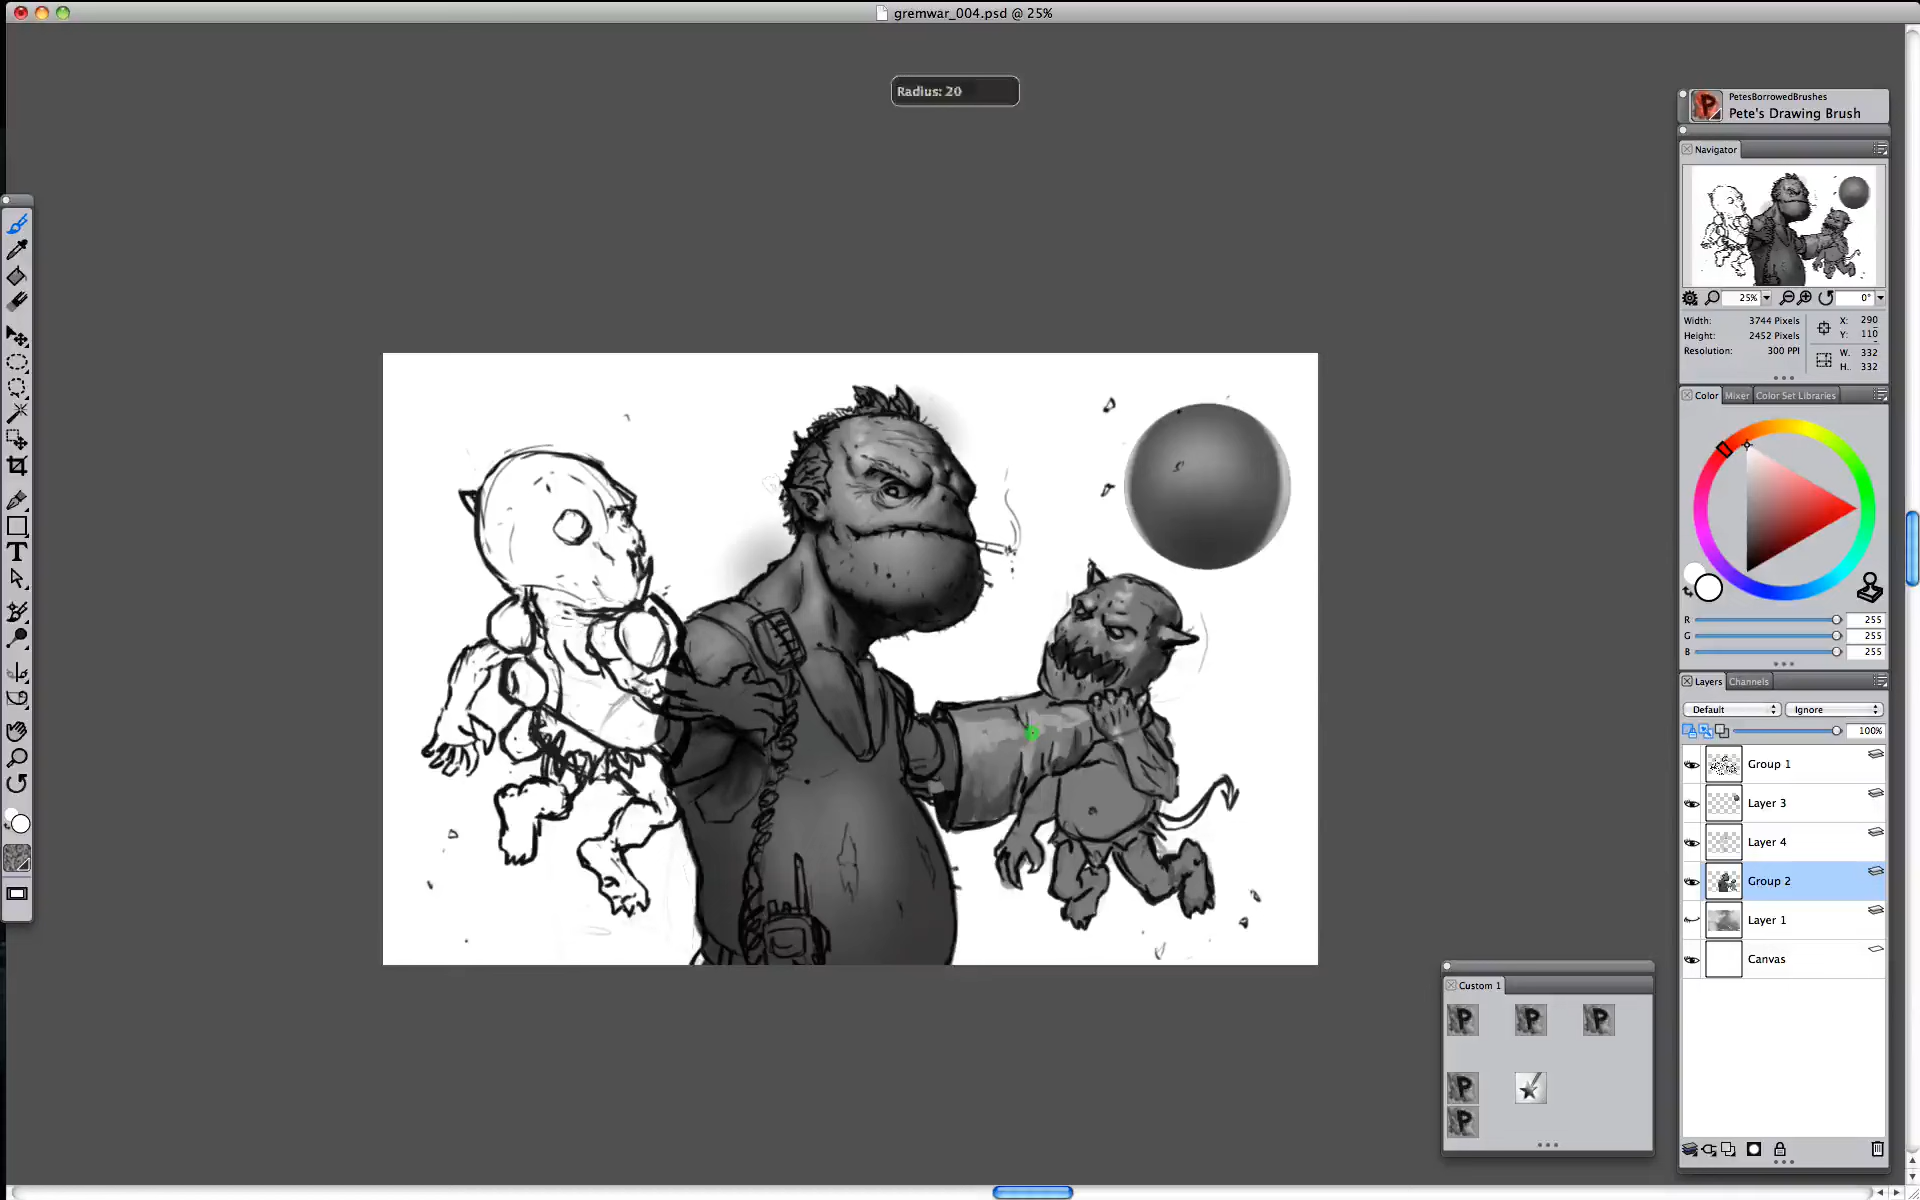 gremwar_004.psd @ 25%
Radius: 20
PetesBorrowedBrushes
Pete's Drawing Brush
Navigator
25%
0°
Width: 3744 Pixels
Height: 2452 Pixels
Resolution: 300 PPI
X: 290
Y: 110
W. 332
H.. 332
Color
Mixer
Color Set Libraries
R 255
G 255
B 255
Layers
Channels
Default
Ignore
100%
Group 1
Layer 3
Layer 4
Group 2
Layer 1
Canvas
Custom 1
P
P
P
P
P
T